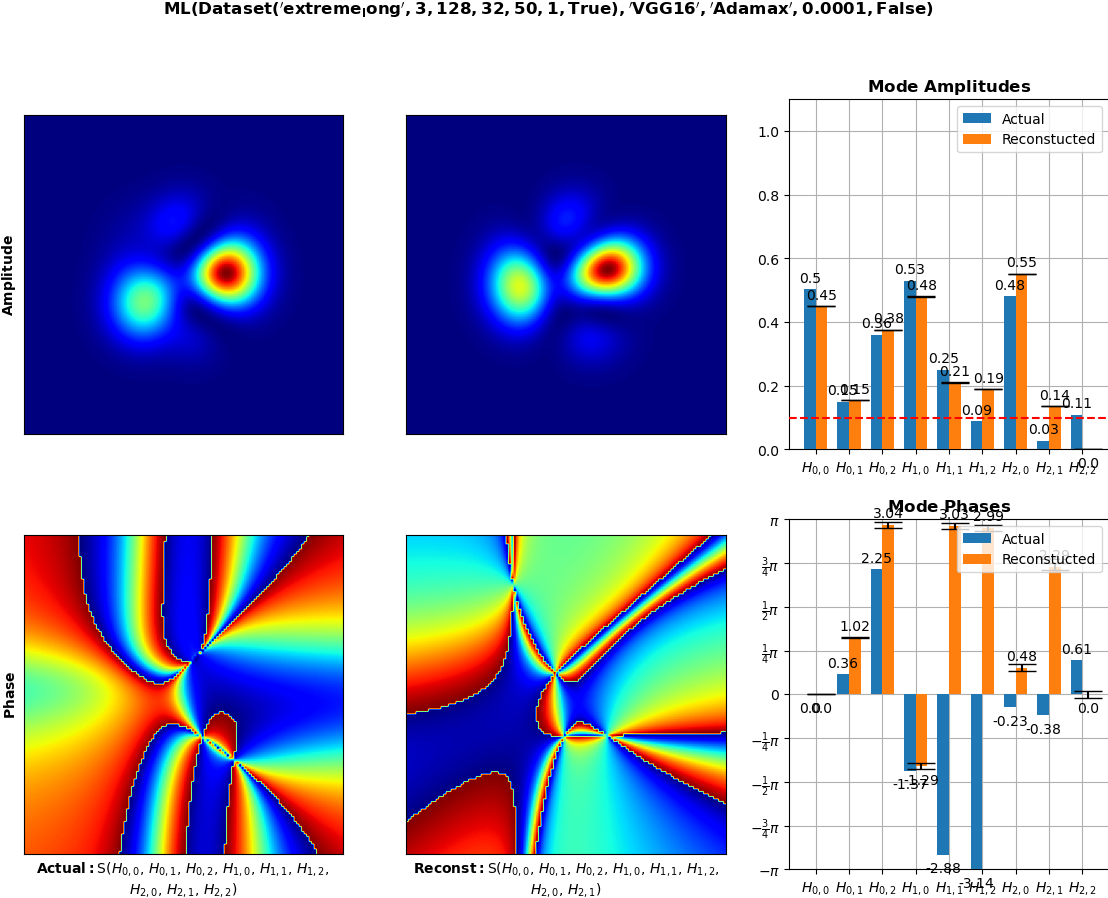 ML(Dataset('extreme_long', 3, 128, 32, 50, 1, True), 'VGG16', 'Adamax', 0.0001, False)
Mode Amplitudes
Amplitude
Actual
Reconstucted
1.0
0.8
0.6
0.4
0.2
0.0
0.5
0.45
0.15
0.15
0.36
0.38
0.53
0.48
0.25
0.21
0.09
0.19
0.48
0.55
0.03
0.14
0.11
0.0
H0,0 H0,1 H0,2 H1,0 H1,1 H1,2 H2,0 H2,1 H2,2
Mode Phases
Phase
Actual
Reconstucted
π
3/4π
1/2π
1/4π
0
−1/4π
−1/2π
−3/4π
−π
0.0
0.0
0.36
1.02
2.25
3.04
-1.29
-2.88
3.03
-3.14
2.99
-0.23
0.48
-0.38
0.61
0.0
H0,0 H0,1 H0,2 H1,0 H1,1 H1,2 H2,0 H2,1 H2,2
Actual: S(H0,0, H0,1, H0,2, H1,0, H1,1, H1,2,
H2,0, H2,1, H2,2)
Reconst: S(H0,0, H0,1, H0,2, H1,0, H1,1, H1,2,
H2,0, H2,1)